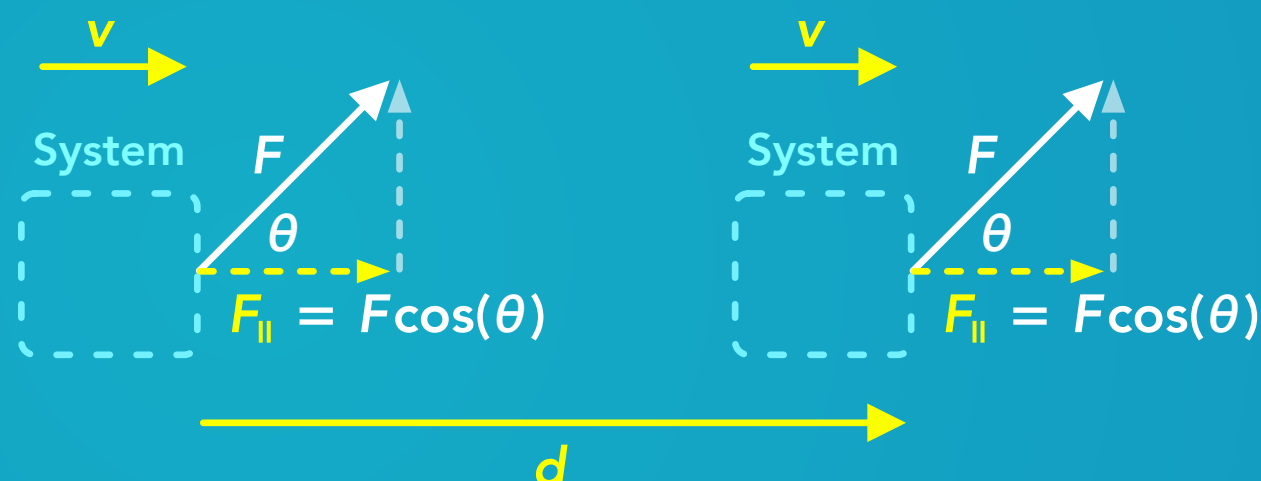 v
v
System
F
System
F
θ
θ
F|| = Fcos(θ)
F|| = Fcos(θ)
d